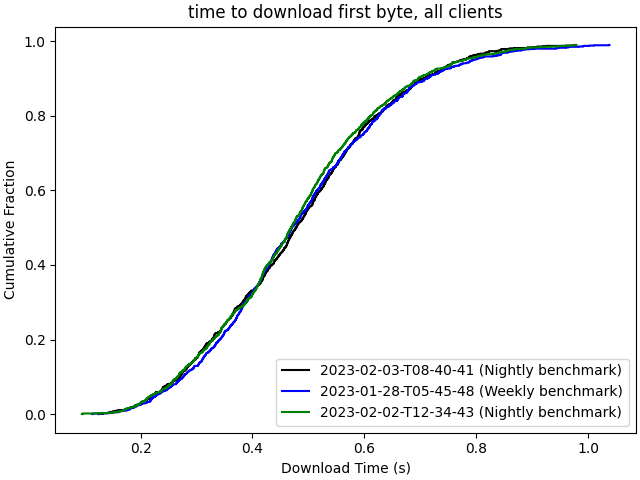 time to download first byte, all clients
1.0
0.8
0.6
0.4
0.2
0.0
Cumulative Fraction
2023-02-03-T08-40-41 (Nightly benchmark)
2023-01-28-T05-45-48 (Weekly benchmark)
2023-02-02-T12-34-43 (Nightly benchmark)
0.2 0.4 0.6 0.8 1.0
Download Time (s)